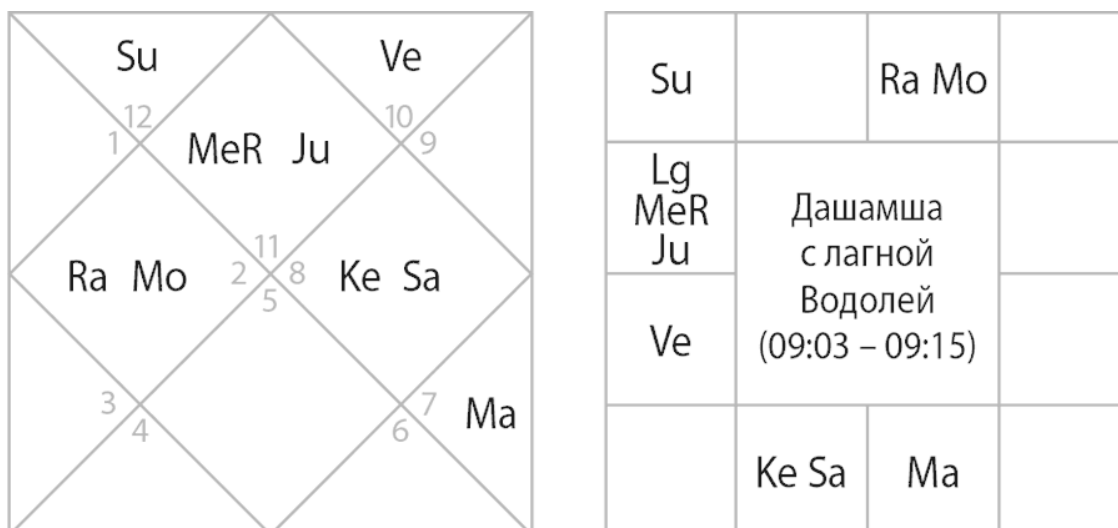 Su
Ve
12
10
1
MeR Ju
9
11
Ra Mo
2
8
Ke Sa
5
3
7
Ma
4
6
Su
Ra Mo
Lg
MeR
Ju
Дашамша
с лагной
Водолей
(09:03 – 09:15)
Ve
Ke Sa
Ma